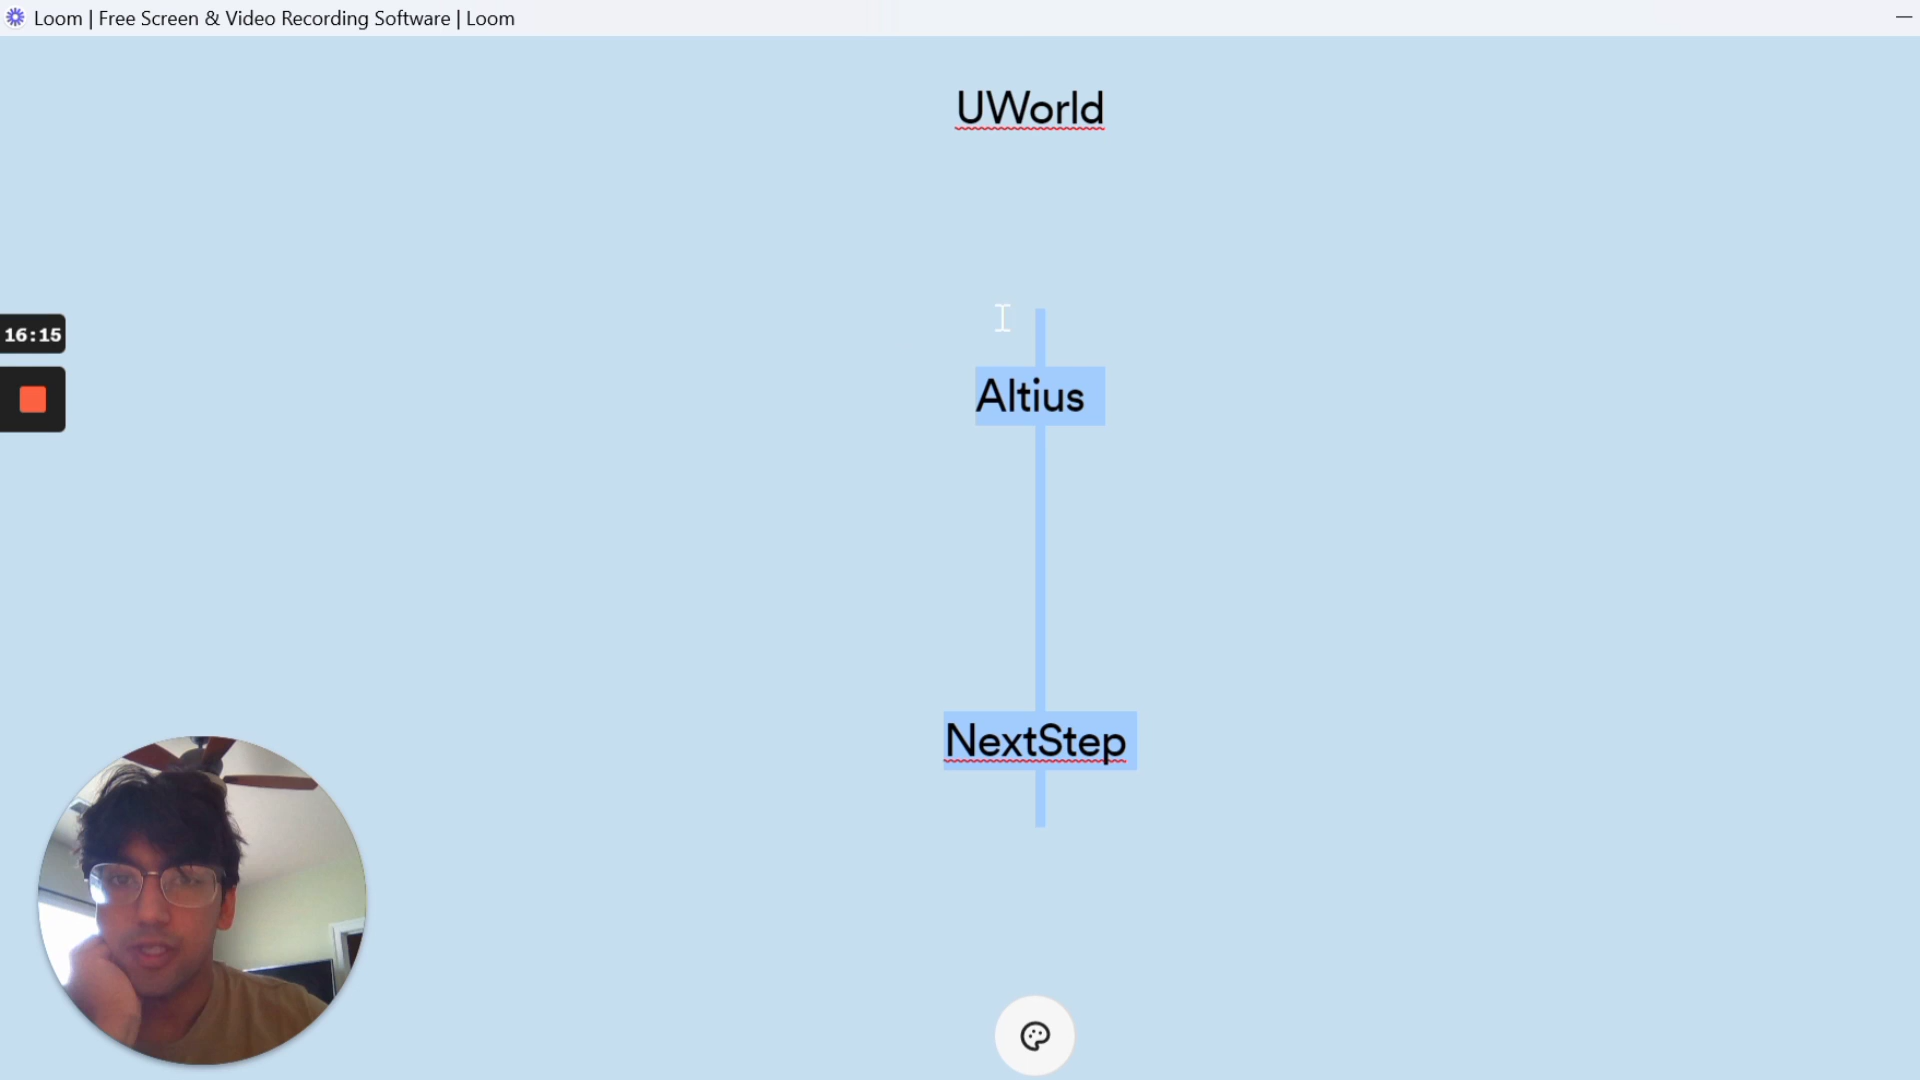 Loom | Free Screen & Video Recording Software | Loom
UWorld
16:15
Altius
NextStep